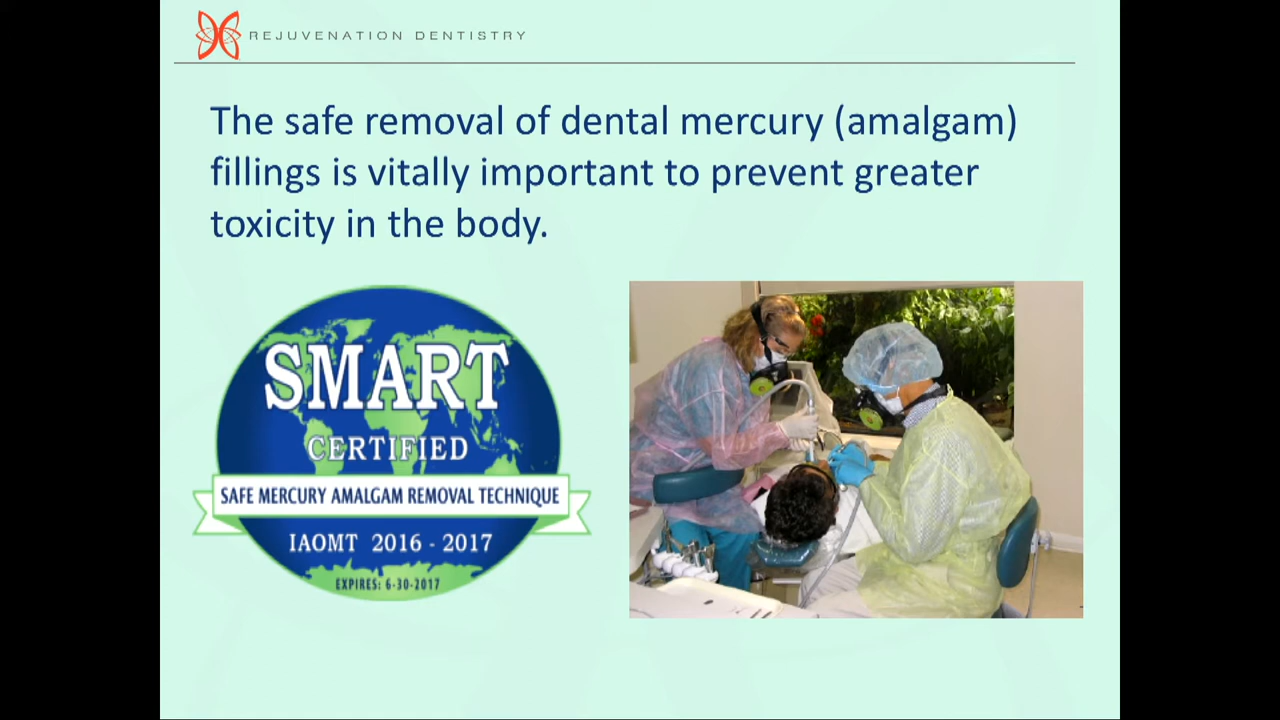 REJUVENATION DENTISTRY
The safe removal of dental mercury (amalgam)
fillings is vitally important to prevent greater
toxicity in the body.
SMART
CERTIFIED
SAFE MERCURY AMALGAM REMOVAL TECHNIQUE
IAOMT 2016 - 2017
EXPIRES: 6-30-2017